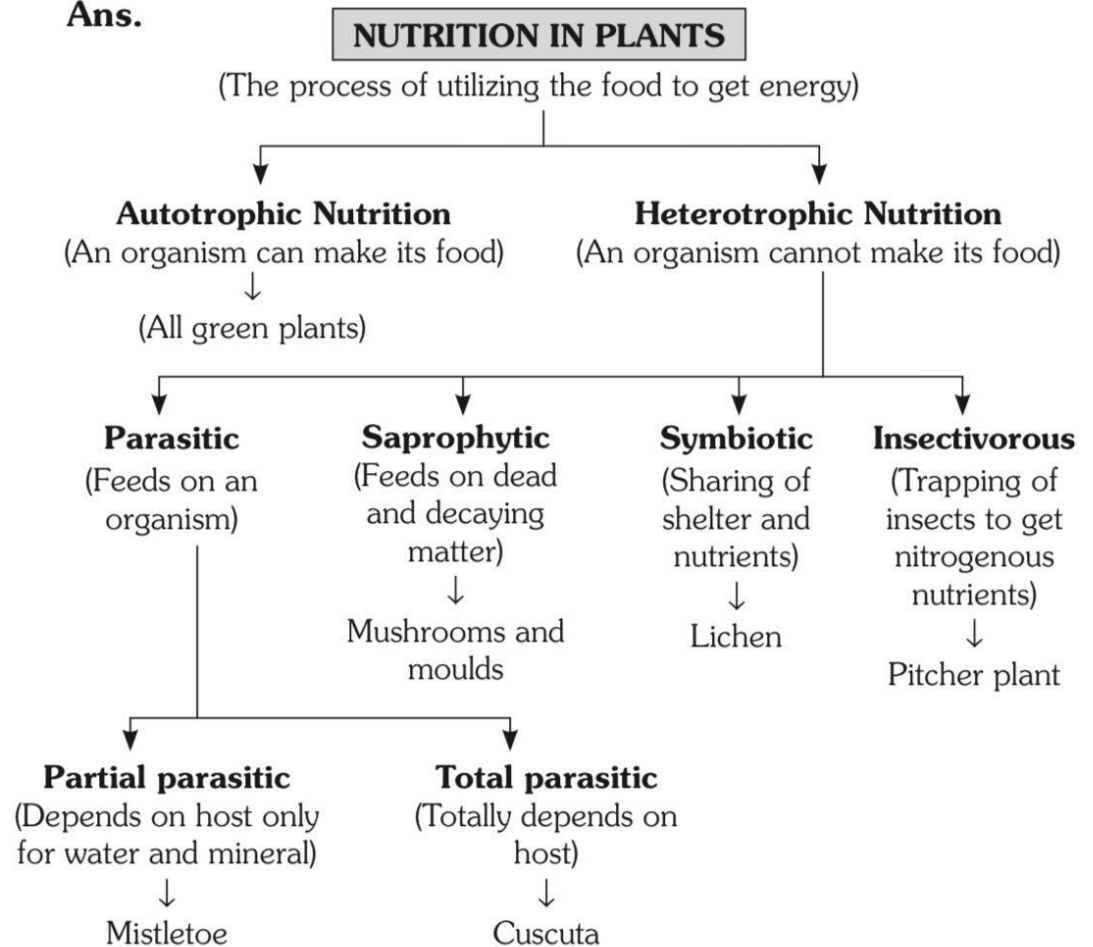 Ans.
NUTRITION IN PLANTS
(The process of utilizing the food to get energy)
Autotrophic Nutrition
(An organism can make its food)
(All green plants)
Heterotrophic Nutrition
(An organism cannot make its food)
Parasitic
(Feeds on an
organism)
Saprophytic
(Feeds on dead
and decaying
matter)
Mushrooms and
moulds
Symbiotic
(Sharing of
shelter and
nutrients)
Lichen
Insectivorous
(Trapping of
insects to get
nitrogenous
nutrients)
Pitcher plant
Partial parasitic
(Depends on host only
for water and mineral)
Mistletoe
Total parasitic
(Totally depends on
host)
Cuscuta